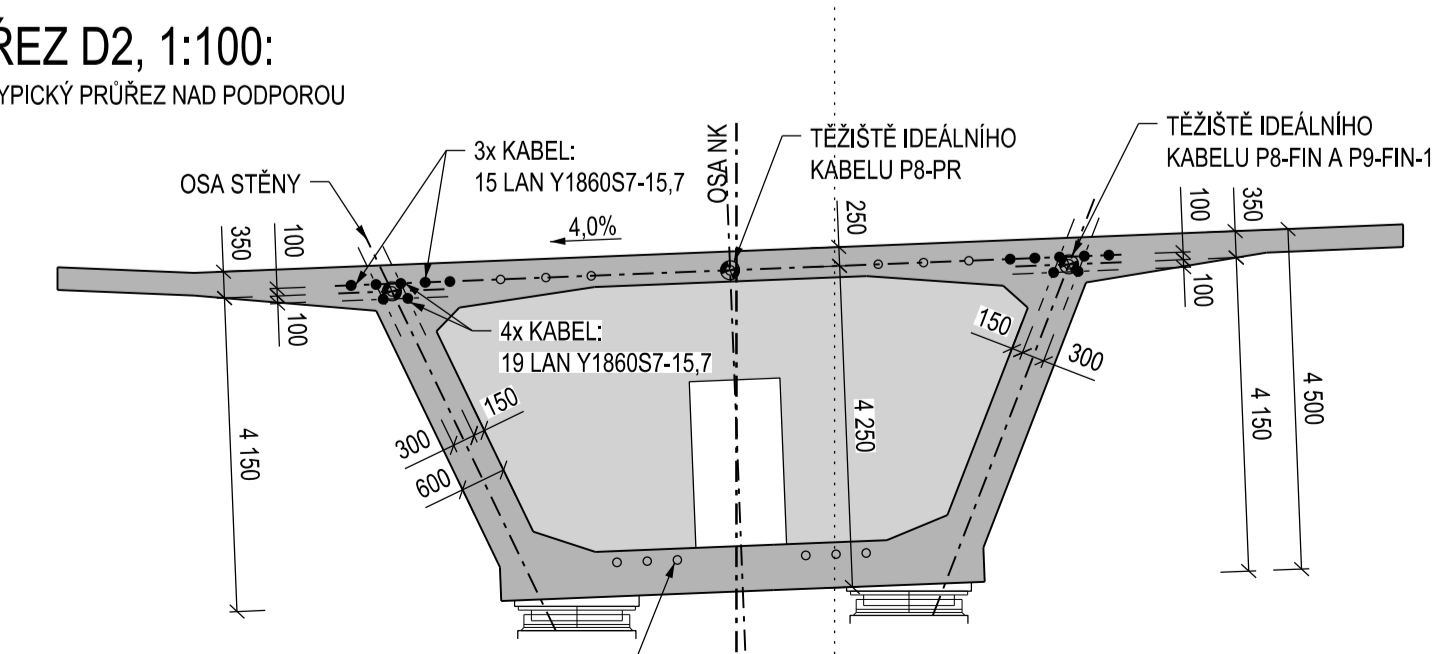 ŘEZ D2, 1:100:
YPICKÝ PRŮŘEZ NAD PODPOROU
OSA STĚNY
3x KABEL:
15 LAN Y1860S7-15,7
OSA NK
TĚŽIŠTĚ IDEÁLNÍHO
KABELU P8-PR
TĚŽIŠTĚ IDEÁLNÍHO
KABELU P8-FIN A P9-FIN-1
4,0%
350
100
100
250
100
350
100
4x KABEL:
19 LAN Y1860S7-15,7
150
300
150
300
600
4 150
4 250
4 150
4 500